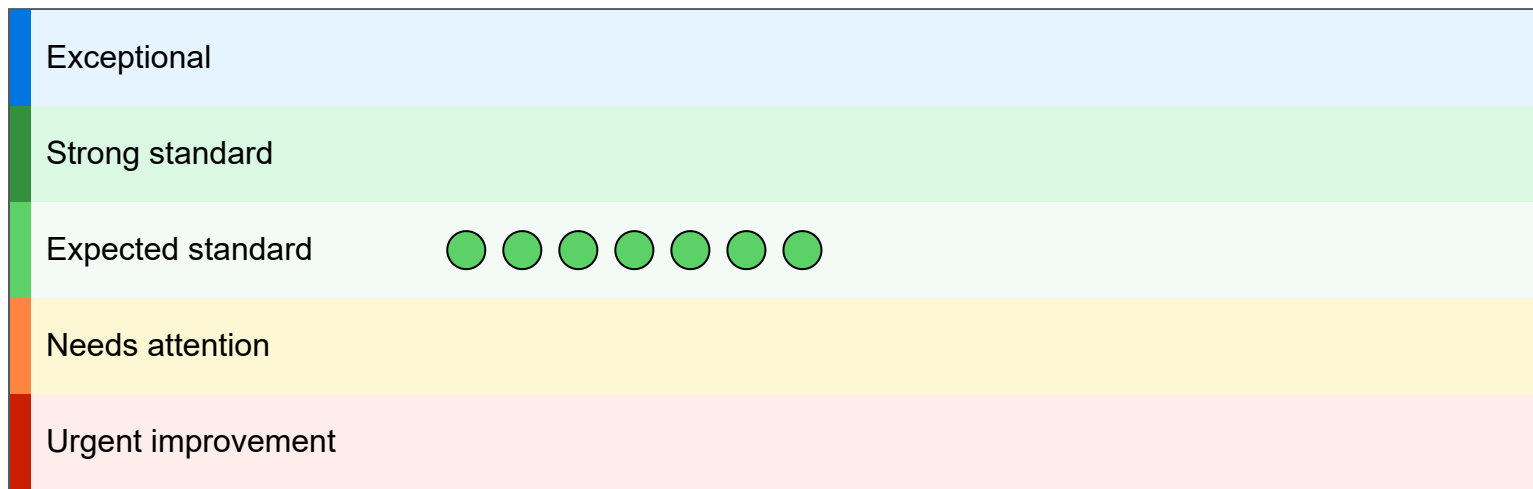 Exceptional
Strong standard
Expected standard
Needs attention
Urgent improvement